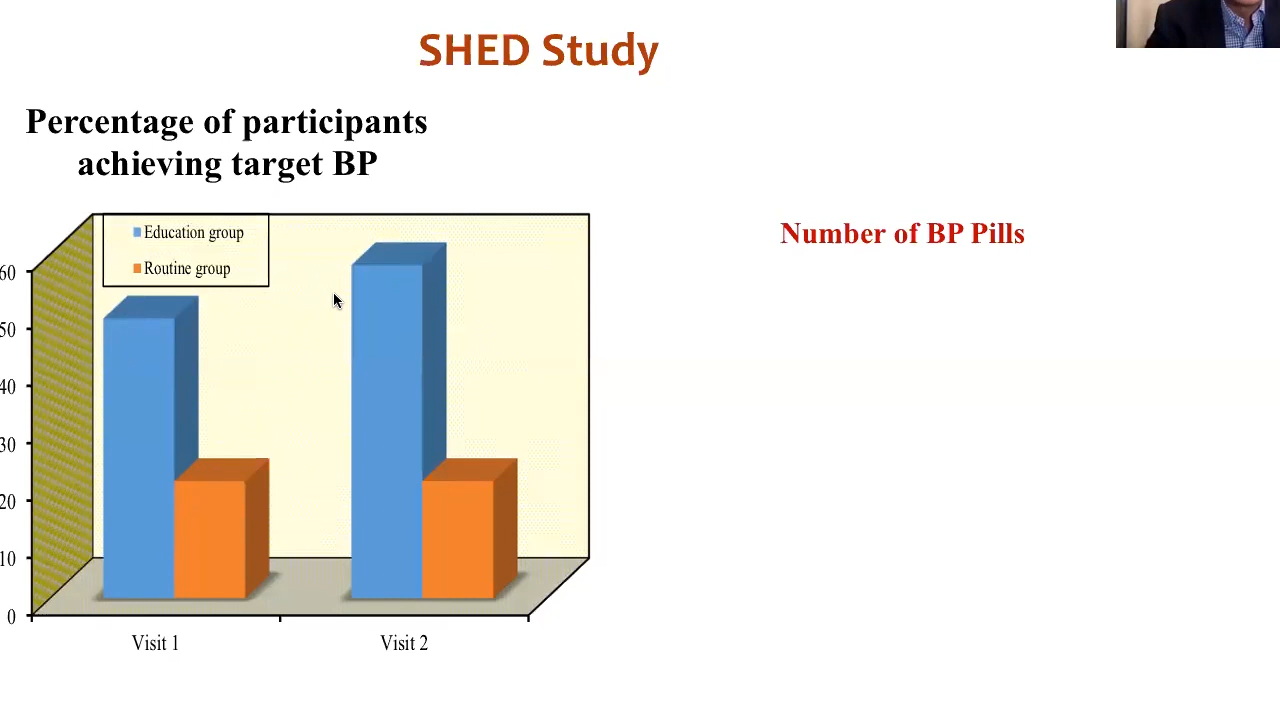 SHED Study
Percentage of participants
achieving target BP
Number of BP Pills
Education group
Routine group
60
50
40
30
20
10
0
Visit 1
Visit 2